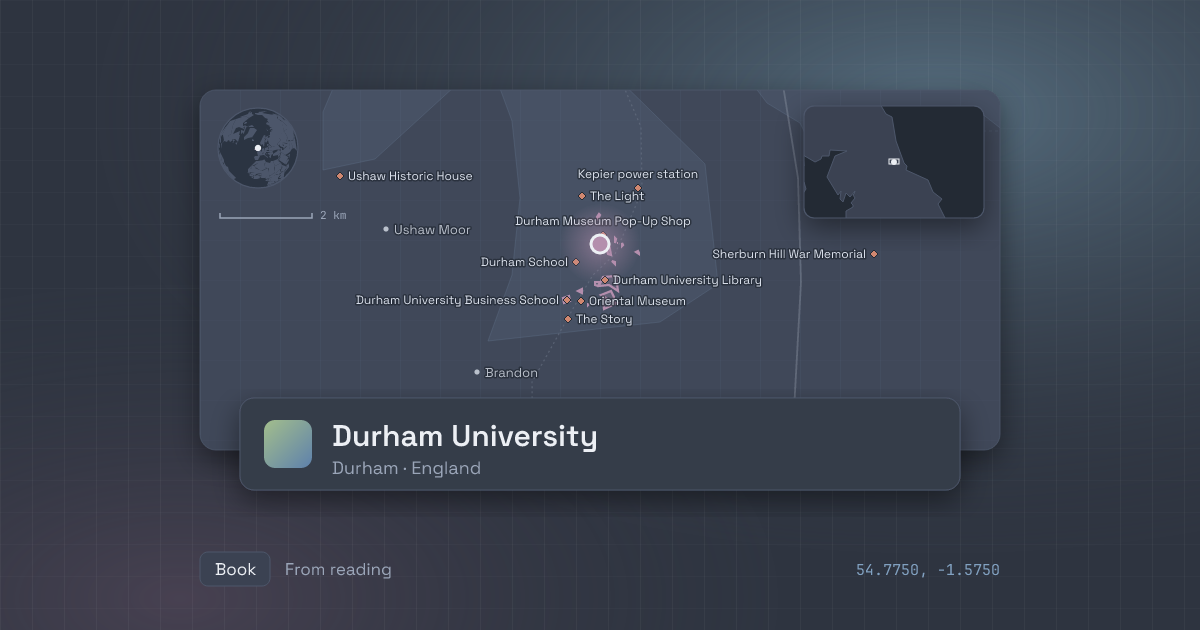 Kepier power station
Ushaw Historic House
The Light
2 km
Durham Museum Pop-Up Shop
Ushaw Moor
Sherburn Hill War Memorial
Durham School
Durham University Library
Durham University Business School
Oriental Museum
The Story
Brandon
Durham University
Durham · England
Book
From reading
54.7750, -1.5750